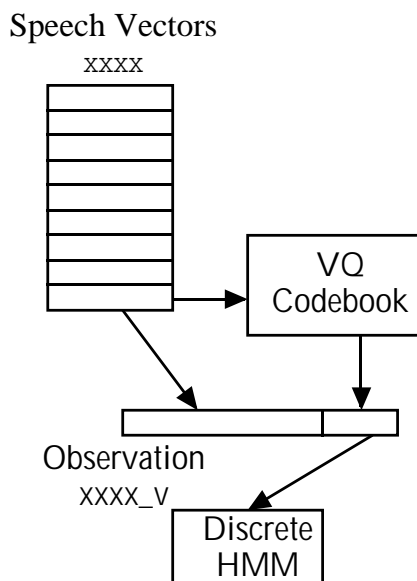 Speech Vectors
XXXX
VQ
Codebook
Observation
XXXX_V
Discrete
HMM